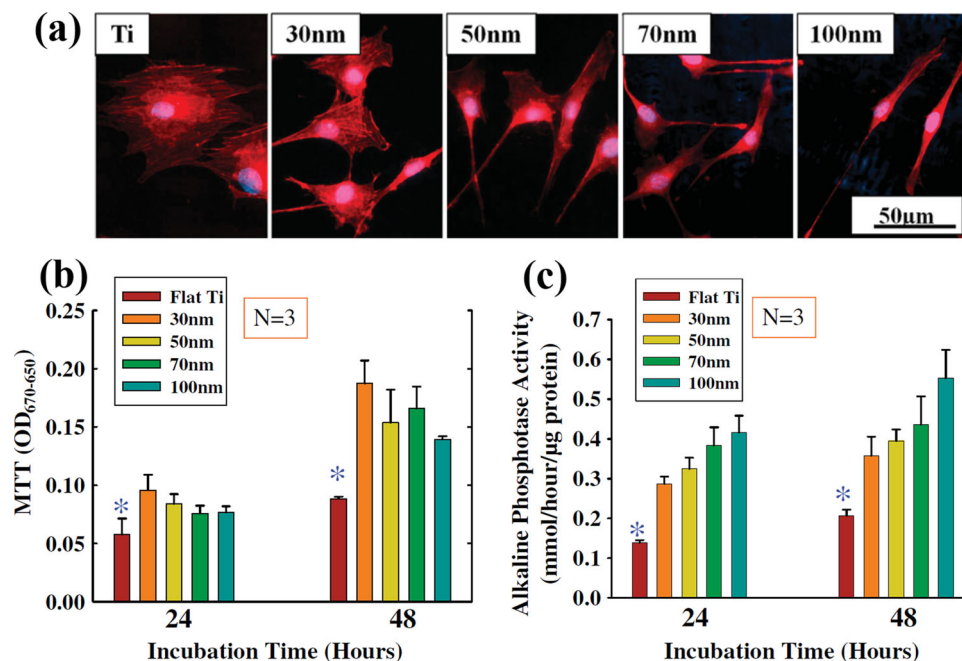 (a)
Ti
30nm
50nm
70nm
100nm
50µm
(b)
Flat Ti
30nm
50nm
70nm
100nm
N=3
MTT (OD670-650)
0.25
0.20
0.15
0.10
0.05
0.00
*
*
24
48
Incubation Time (Hours)
(c)
Flat Ti
30nm
50nm
70nm
100nm
N=3
Alkaline Phosphotase Activity
(mmol/hour/µg protein)
0.7
0.6
0.5
0.4
0.3
0.2
0.1
0.0
*
*
24
48
Incubation Time (Hours)